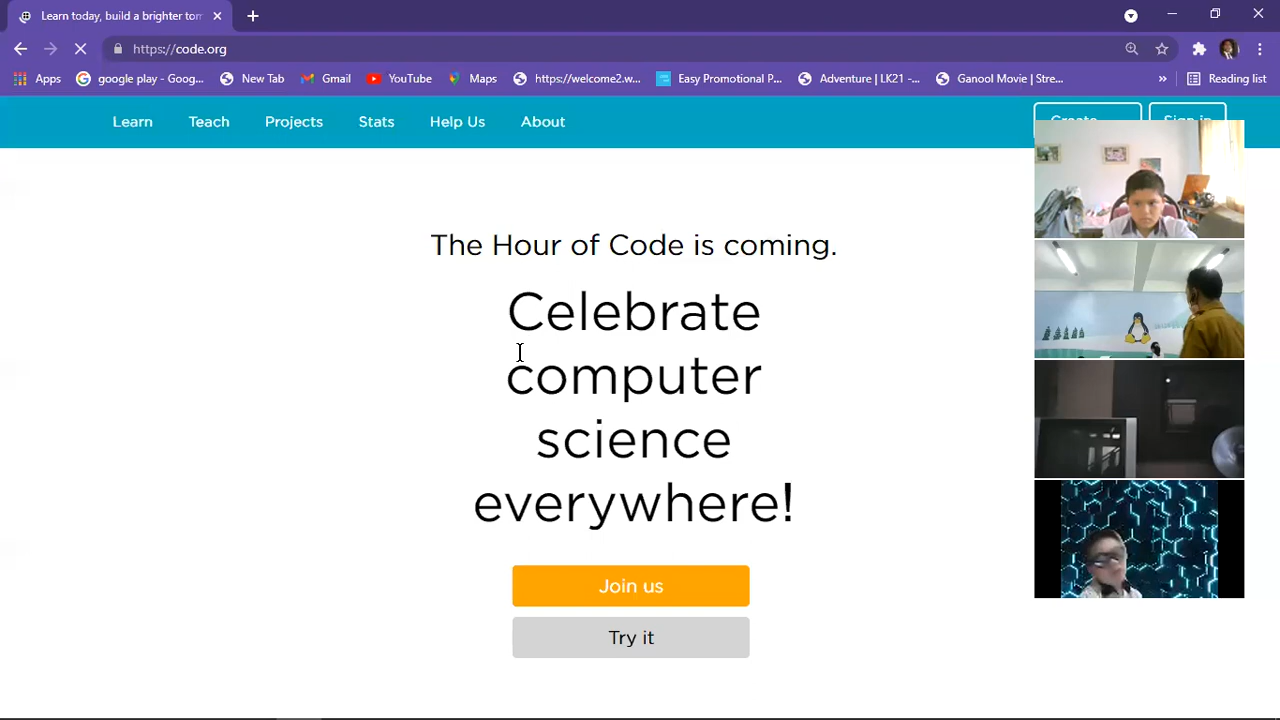 Learn today, build a brighter tom
https://code.org
Apps google play - Goog... New Tab Gmail YouTube Maps https://welcome2.w... Easy Promotional P... Adventure | LK21 -... Ganool Movie | Stre... » Reading list
Learn Teach Projects Stats Help Us About Create Sign in
The Hour of Code is coming.
Celebrate
computer
science
everywhere!
Join us
Try it